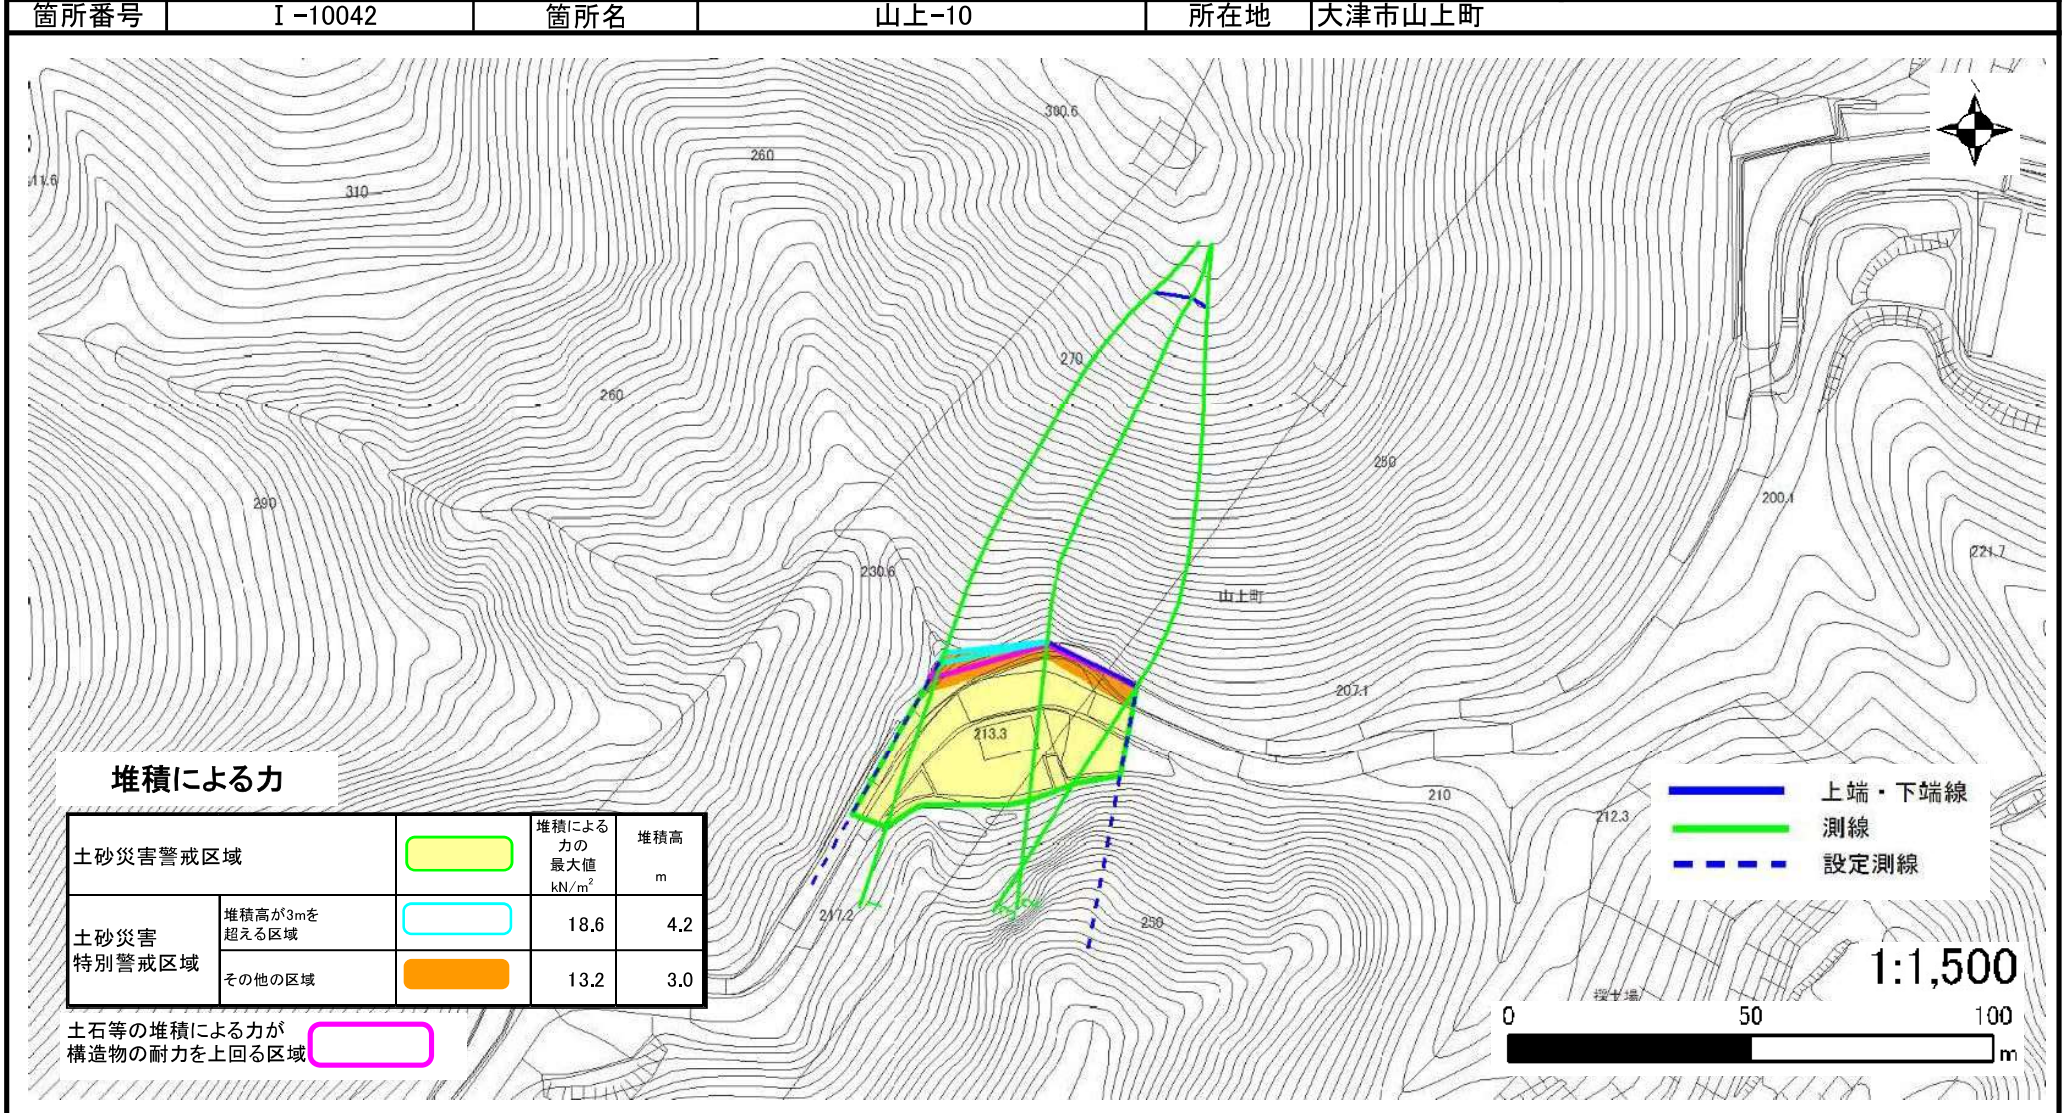 箇所番号 Ⅰ-10042 箇所名 山上-10 所在地 大津市山上町
300.6
260
310
270
260
250
290
200.1
221.7
230.6
山上町
207.1
213.3
210
212.3
217.2
250
堆積による力
土砂災害警戒区域
堆積による
力の
最大値
kN/m²
堆積高
m
土砂災害
特別警戒区域
堆積高が3mを
超える区域
18.6 4.2
その他の区域
13.2 3.0
土石等の堆積による力が
構造物の耐力を上回る区域
上端・下端線
測線
設定測線
1:1,500
採土場
0 50 100
m